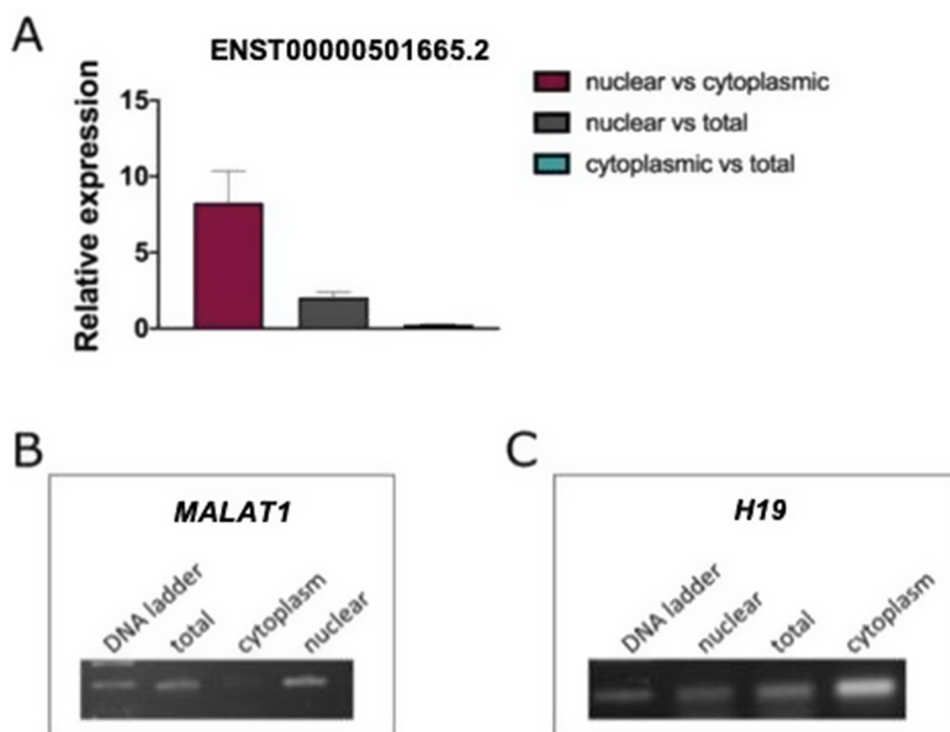 A
ENST00000501665.2
Relative expression
15
10
5
0
nuclear vs cytoplasmic
nuclear vs total
cytoplasmic vs total
B
MALAT1
DNA ladder
total
cytoplasm
nuclear
C
H19
DNA ladder
nuclear
total
cytoplasm